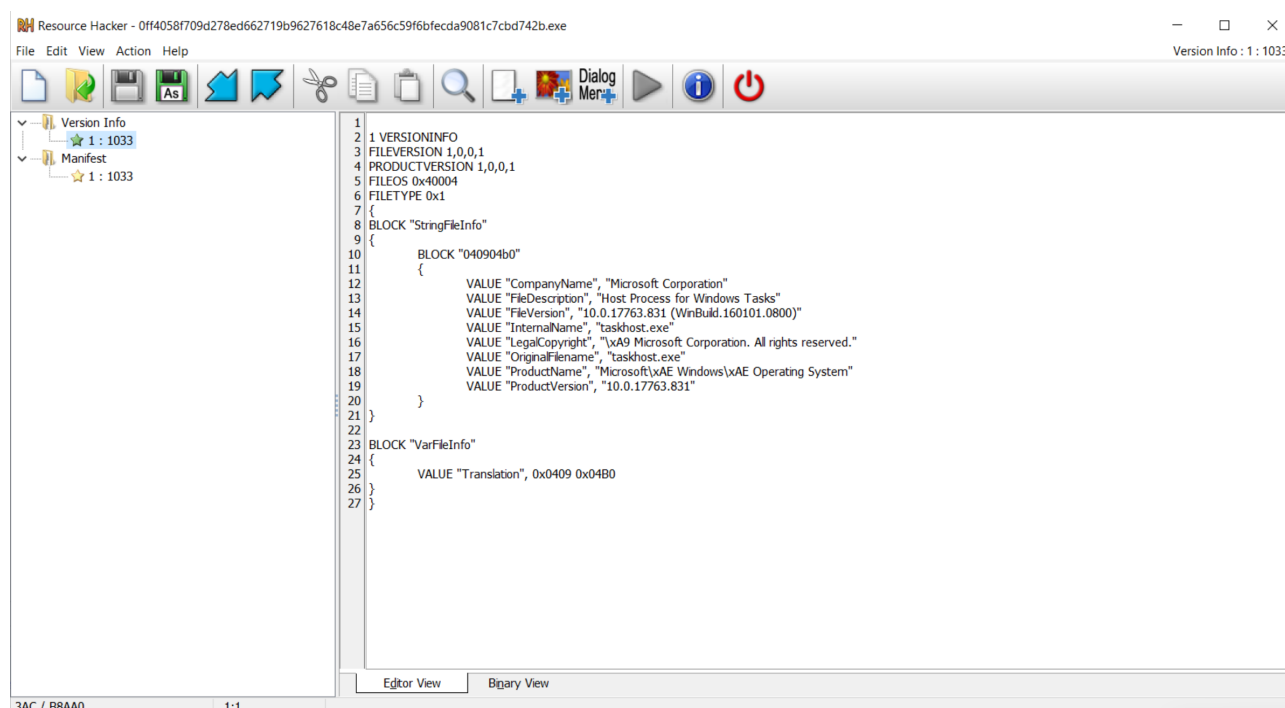 RH Resource Hacker - 0ff4058f709d278ed662719b9627618c48e7a656c59f6bfecda9081c7cbd742b.exe
File Edit View Action Help
Version Info : 1 : 1033
As
Dialog
Menu
Version Info
1 : 1033
Manifest
1 : 1033
1
2 1 VERSIONINFO
3 FILEVERSION 1,0,0,1
4 PRODUCTVERSION 1,0,0,1
5 FILEOS 0x40004
6 FILETYPE 0x1
7 {
8 BLOCK "StringFileInfo"
9 {
10 BLOCK "040904b0"
11 {
12 VALUE "CompanyName", "Microsoft Corporation"
13 VALUE "FileDescription", "Host Process for Windows Tasks"
14 VALUE "FileVersion", "10.0.17763.831 (WinBuild.160101.0800)"
15 VALUE "InternalName", "taskhost.exe"
16 VALUE "LegalCopyright", "\xA9 Microsoft Corporation. All rights reserved."
17 VALUE "OriginalFilename", "taskhost.exe"
18 VALUE "ProductName", "Microsoft\xAE Windows\xAE Operating System"
19 VALUE "ProductVersion", "10.0.17763.831"
20 }
21 }
22
23 BLOCK "VarFileInfo"
24 {
25 VALUE "Translation", 0x0409 0x04B0
26 }
27 }
Editor View
Binary View
3AC / B8AA0
1:1